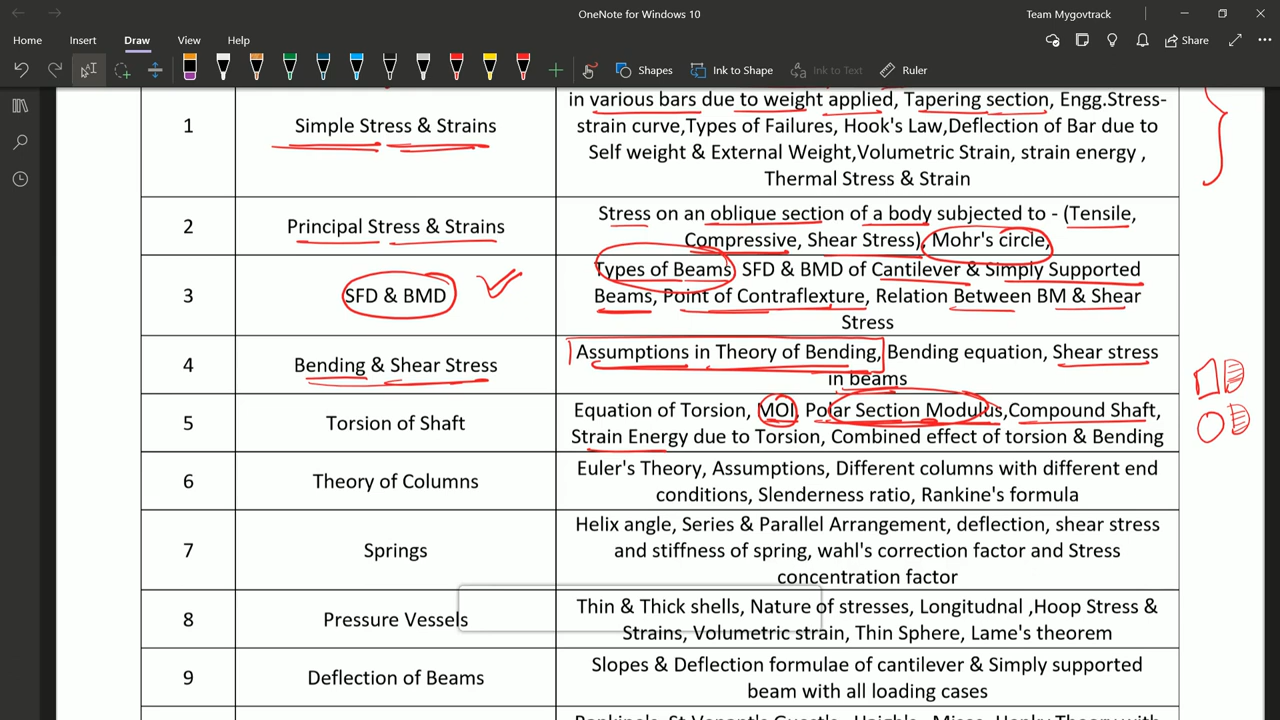 OneNote for Windows 10
Team Mygovtrack
Home Insert Draw View Help
Share
Shapes Ink to Shape Ink to Text Ruler
in various bars due to weight applied, Tapering section, Engg.Stress-
1 Simple Stress & Strains strain curve,Types of Failures, Hook's Law,Deflection of Bar due to
Self weight & External Weight,Volumetric Strain, strain energy ,
Thermal Stress & Strain
2 Principal Stress & Strains Stress on an oblique section of a body subjected to - (Tensile,
Compressive, Shear Stress), Mohr's circle,
Types of Beams SFD & BMD of Cantilever & Simply Supported
3 SFD & BMD Beams, Point of Contraflexture, Relation Between BM & Shear
Stress
4 Bending & Shear Stress Assumptions in Theory of Bending, Bending equation, Shear stress
in beams
5 Torsion of Shaft Equation of Torsion, MOI, Polar Section Modulus,Compound Shaft,
Strain Energy due to Torsion, Combined effect of torsion & Bending
6 Theory of Columns Euler's Theory, Assumptions, Different columns with different end
conditions, Slenderness ratio, Rankine's formula
Helix angle, Series & Parallel Arrangement, deflection, shear stress
7 Springs and stiffness of spring, wahl's correction factor and Stress
concentration factor
8 Pressure Vessels Thin & Thick shells, Nature of stresses, Longitudnal ,Hoop Stress &
Strains, Volumetric strain, Thin Sphere, Lame's theorem
9 Deflection of Beams Slopes & Deflection formulae of cantilever & Simply supported
beam with all loading cases